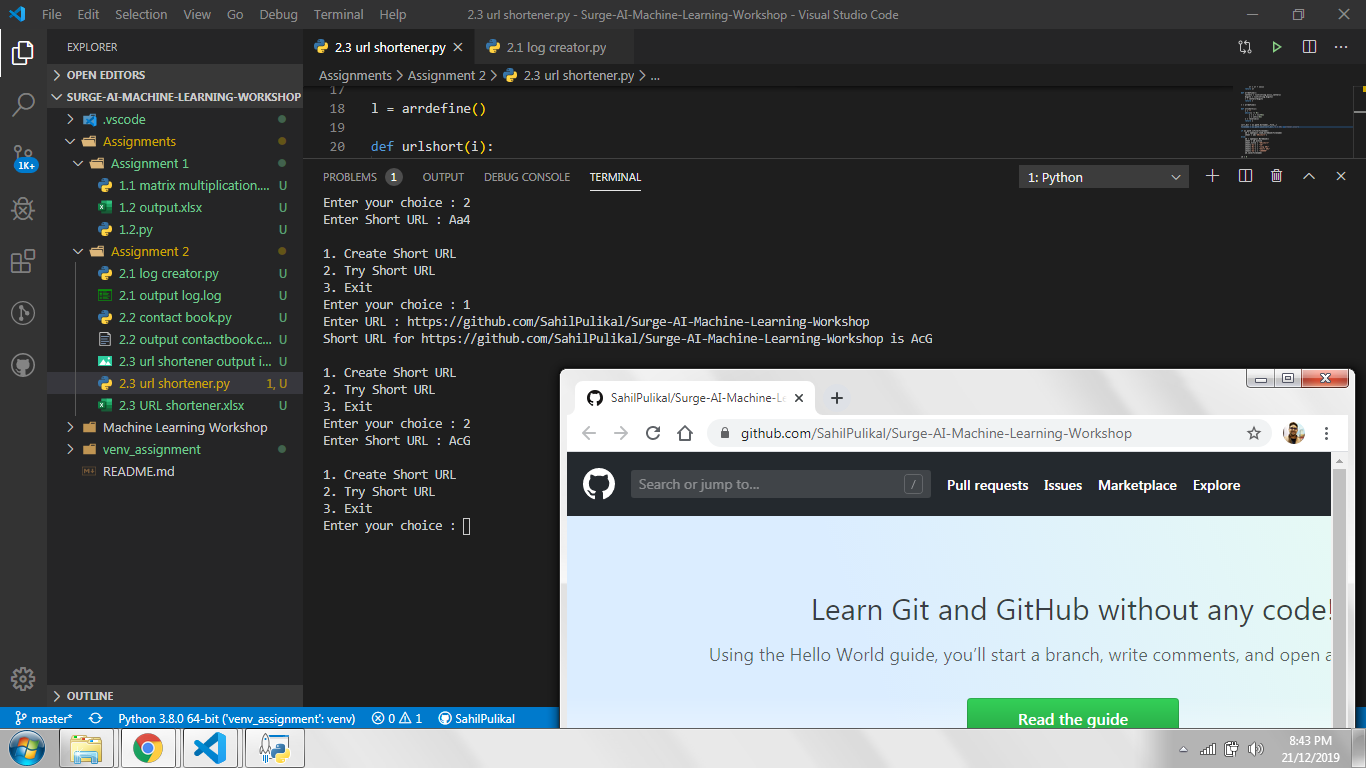 File Edit Selection View Go Debug Terminal Help
2.3 url shortener.py - Surge-AI-Machine-Learning-Workshop - Visual Studio Code
EXPLORER
OPEN EDITORS
SURGE-AI-MACHINE-LEARNING-WORKSHOP
.vscode
Assignments
Assignment 1
1.1 matrix multiplication.... U
1.2 output.xlsx U
1.2.py U
Assignment 2
2.1 log creator.py U
2.1 output log.log U
2.2 contact book.py U
2.2 output contactbook.c... U
2.3 url shortener output i... U
2.3 url shortener.py 1, U
2.3 URL shortener.xlsx U
Machine Learning Workshop
venv_assignment
README.md
OUTLINE
1K+
2.3 url shortener.py
2.1 log creator.py
Assignments > Assignment 2 > 2.3 url shortener.py > ...
17
18 l = arrdefine()
19
20 def urlshort(i):
PROBLEMS 1 OUTPUT DEBUG CONSOLE TERMINAL
1: Python
Enter your choice : 2
Enter Short URL : Aa4
1. Create Short URL
2. Try Short URL
3. Exit
Enter your choice : 1
Enter URL : https://github.com/SahilPulikal/Surge-AI-Machine-Learning-Workshop
Short URL for https://github.com/SahilPulikal/Surge-AI-Machine-Learning-Workshop is AcG
1. Create Short URL
2. Try Short URL
3. Exit
Enter your choice : 2
Enter Short URL : AcG
1. Create Short URL
2. Try Short URL
3. Exit
Enter your choice :
SahilPulikal/Surge-AI-Machine-L
github.com/SahilPulikal/Surge-AI-Machine-Learning-Workshop
Search or jump to... /
Pull requests Issues Marketplace Explore
Learn Git and GitHub without any code!
Using the Hello World guide, you'll start a branch, write comments, and open a
Read the guide
master* Python 3.8.0 64-bit ('venv_assignment': venv) 0 1 SahilPulikal
8:43 PM
21/12/2019